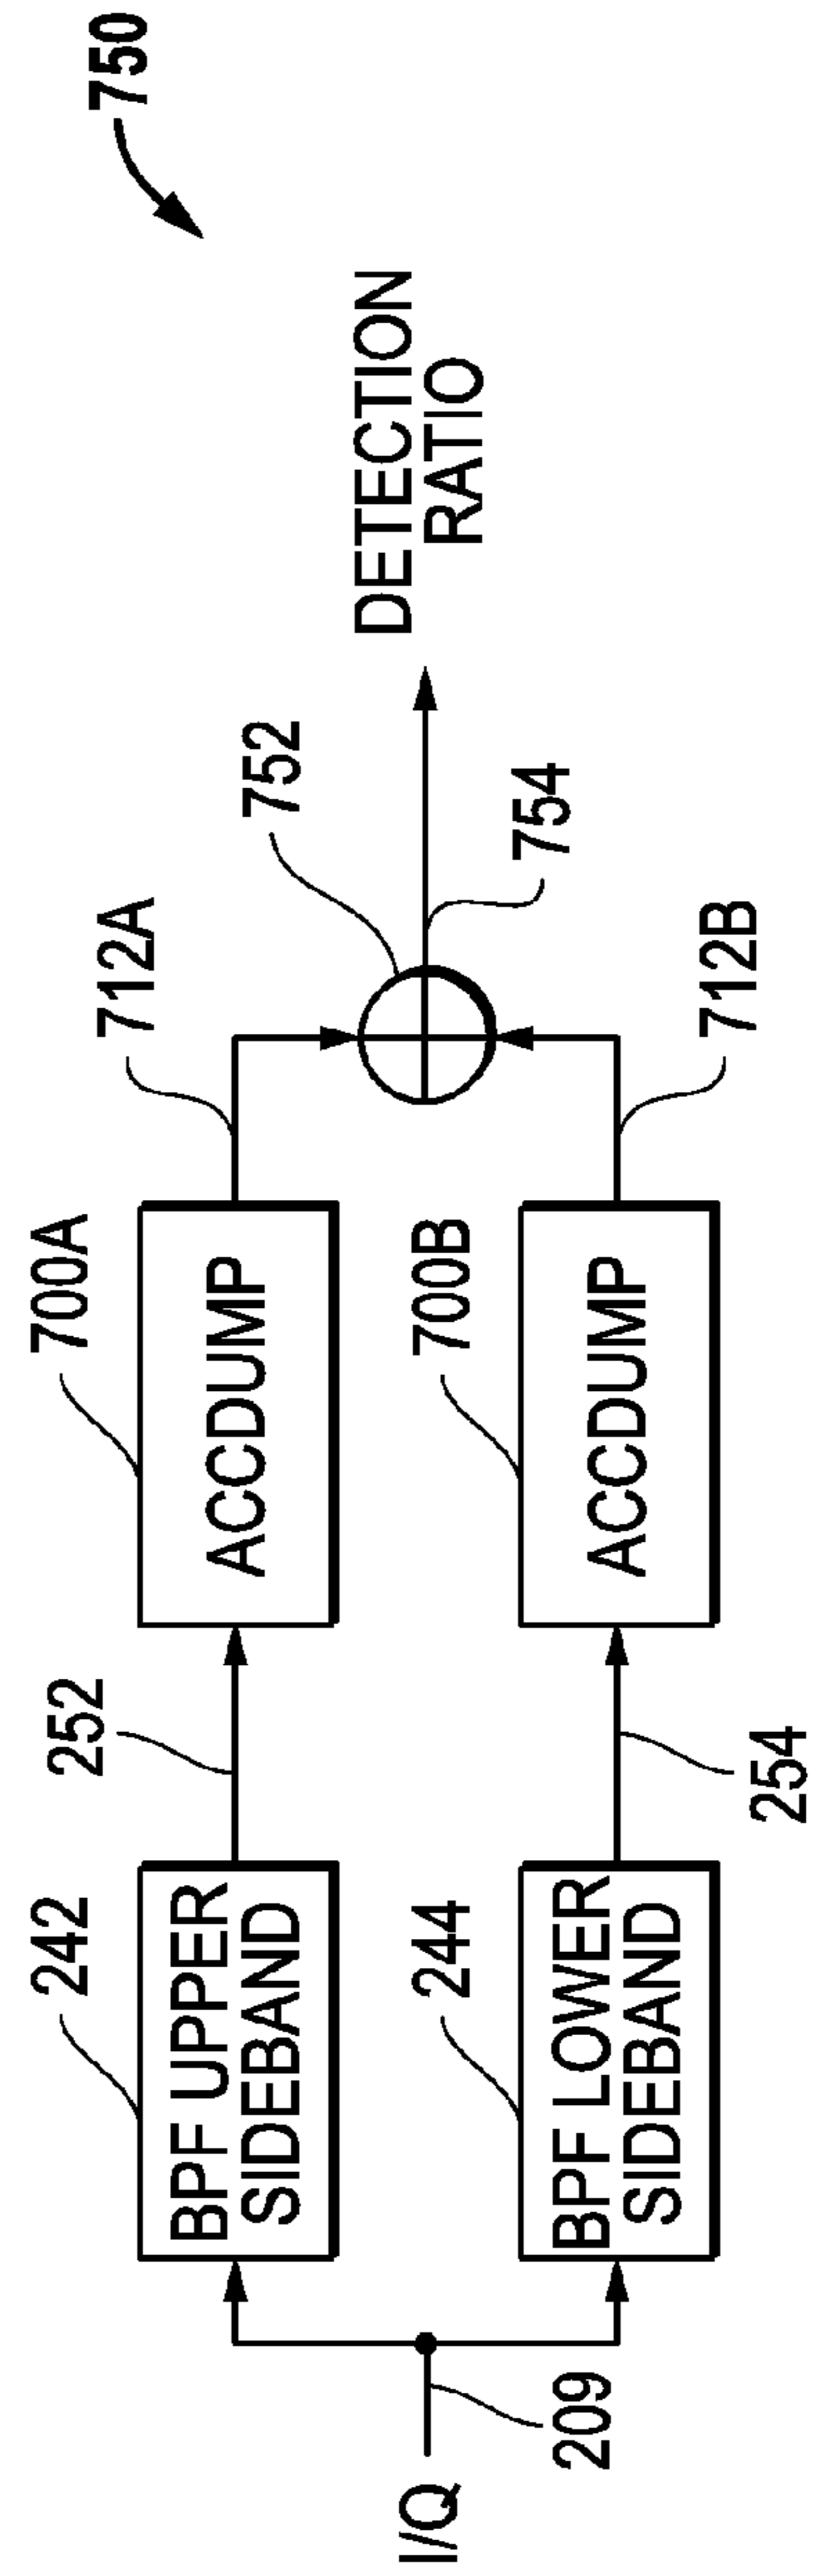 750
I/Q
209
242
BPF UPPER
SIDEBAND
252
700A
ACCDUMP
712A
752
244
BPF LOWER
SIDEBAND
254
700B
ACCDUMP
712B
754
DETECTION
RATIO